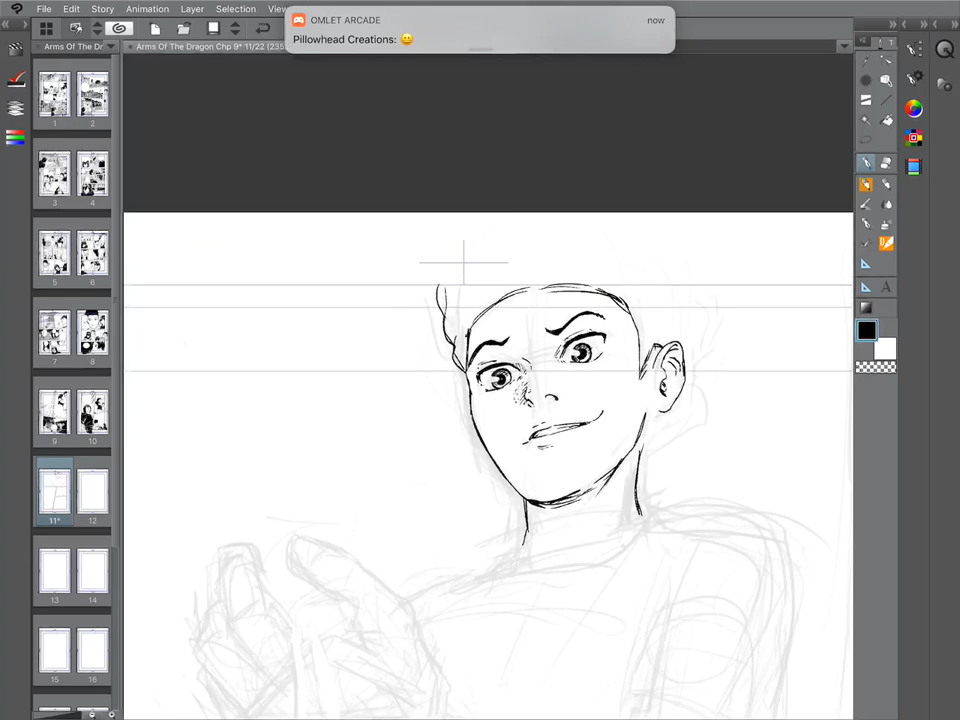 File Edit Story Animation Layer Selection
OMLET ARCADE now
Pillowhead Creations: 😄
Arms Of The Dr
Arms Of The Dragon Chp 9* 11/22
1 2
3 4
5 6
7 8
9 10
11* 12
13 14
15 16
T
A